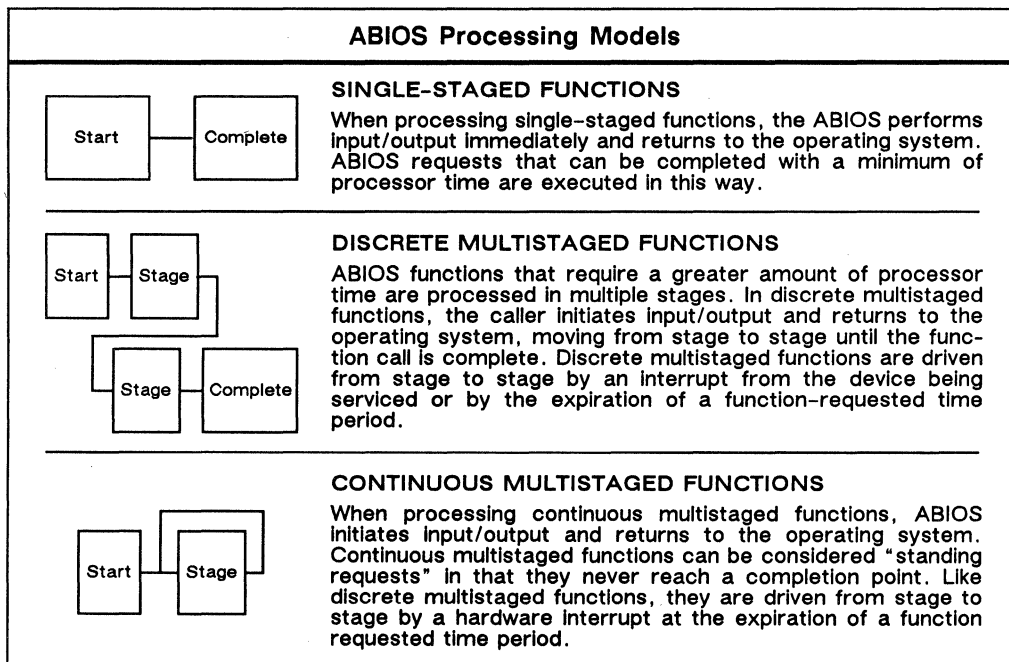 ABIOS Processing Models
Start
Complete
SINGLE-STAGED FUNCTIONS
When processing single-staged functions, the ABIOS performs
input/output immediately and returns to the operating system.
ABIOS requests that can be completed with a minimum of
processor time are executed in this way.
Start
Stage
Stage
Complete
DISCRETE MULTISTAGED FUNCTIONS
ABIOS functions that require a greater amount of processor
time are processed in multiple stages. In discrete multistaged
functions, the caller initiates input/output and returns to the
operating system, moving from stage to stage until the func-
tion call is complete. Discrete multistaged functions are driven
from stage to stage by an interrupt from the device being
serviced or by the expiration of a function-requested time
period.
Start
Stage
CONTINUOUS MULTISTAGED FUNCTIONS
When processing continuous multistaged functions, ABIOS
initiates input/output and returns to the operating system.
Continuous multistaged functions can be considered "standing
requests" in that they never reach a completion point. Like
discrete multistaged functions, they are driven from stage to
stage by a hardware interrupt at the expiration of a function
requested time period.